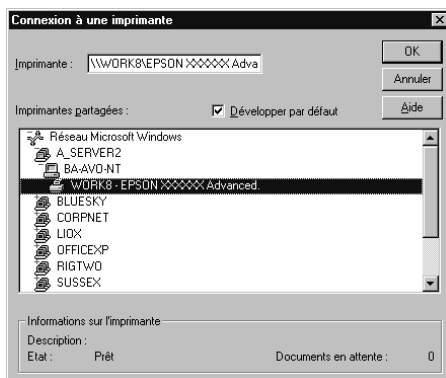 Connexion à une imprimante
Imprimante : \\WORK8\EPSON XXXXXX Adva
OK
Annuler
Aide
Imprimantes partagées : Développer par défaut
Réseau Microsoft Windows
A_SERVER2
BA-AVO-NT
WORK8 - EPSON XXXXXX Advanced.
BLUESKY
CORPNET
LIOX
OFFICEXP
RIGTWO
SUSSEX
Informations sur l'imprimante
Description :
Etat : Prêt Documents en attente : 0